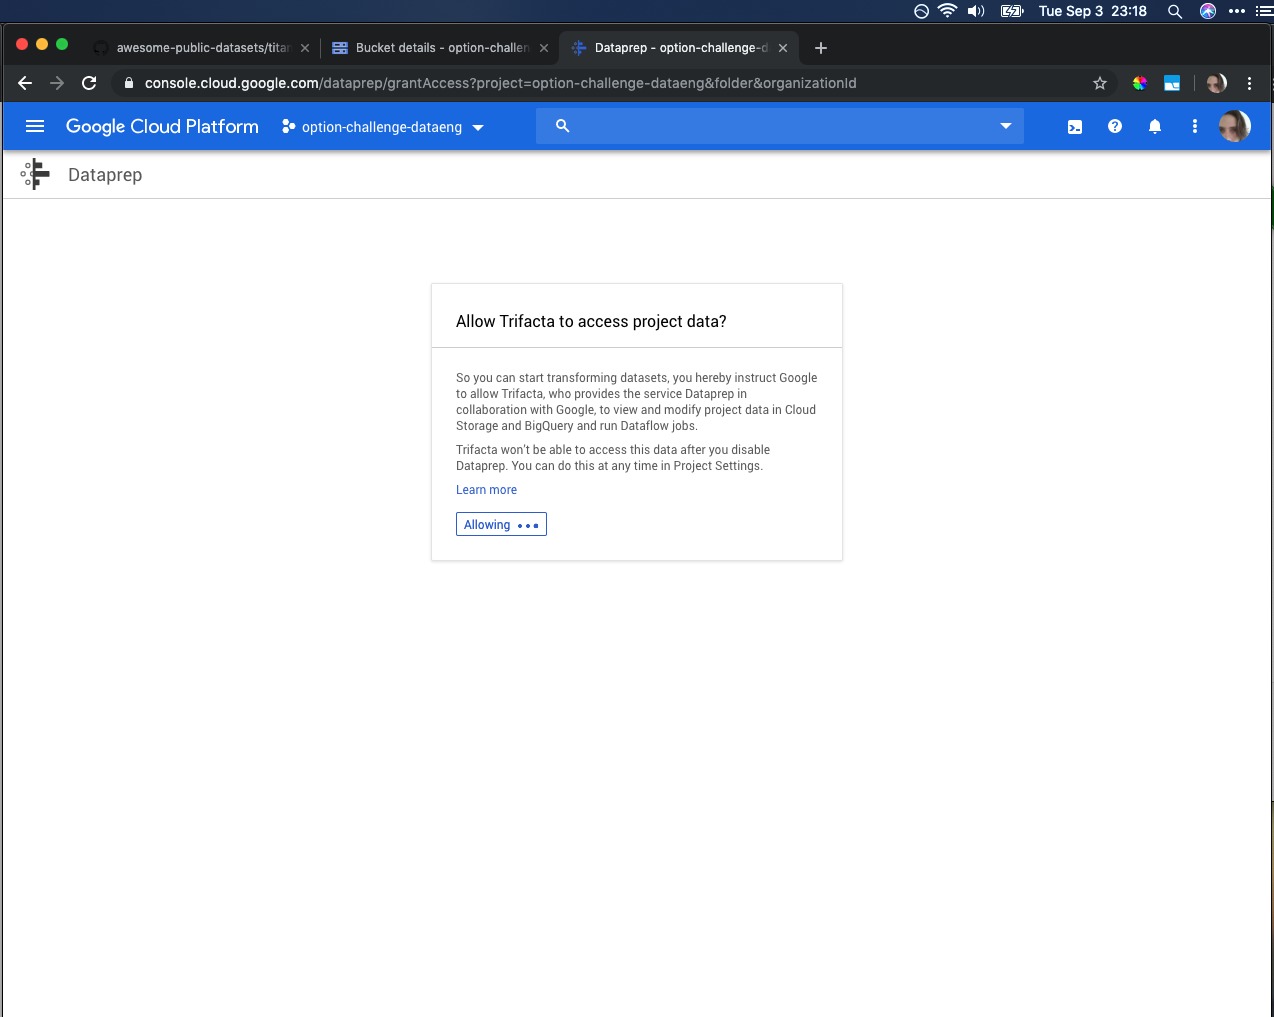 Tue Sep 3 23:18
awesome-public-datasets/titan
Bucket details - option-challen
Dataprep - option-challenge-d
console.cloud.google.com/dataprep/grantAccess?project=option-challenge-dataeng&folder&organizationId
Google Cloud Platform
option-challenge-dataeng
Dataprep
Allow Trifacta to access project data?
So you can start transforming datasets, you hereby instruct Google
to allow Trifacta, who provides the service Dataprep in
collaboration with Google, to view and modify project data in Cloud
Storage and BigQuery and run Dataflow jobs.
Trifacta won't be able to access this data after you disable
Dataprep. You can do this at any time in Project Settings.
Learn more
Allowing